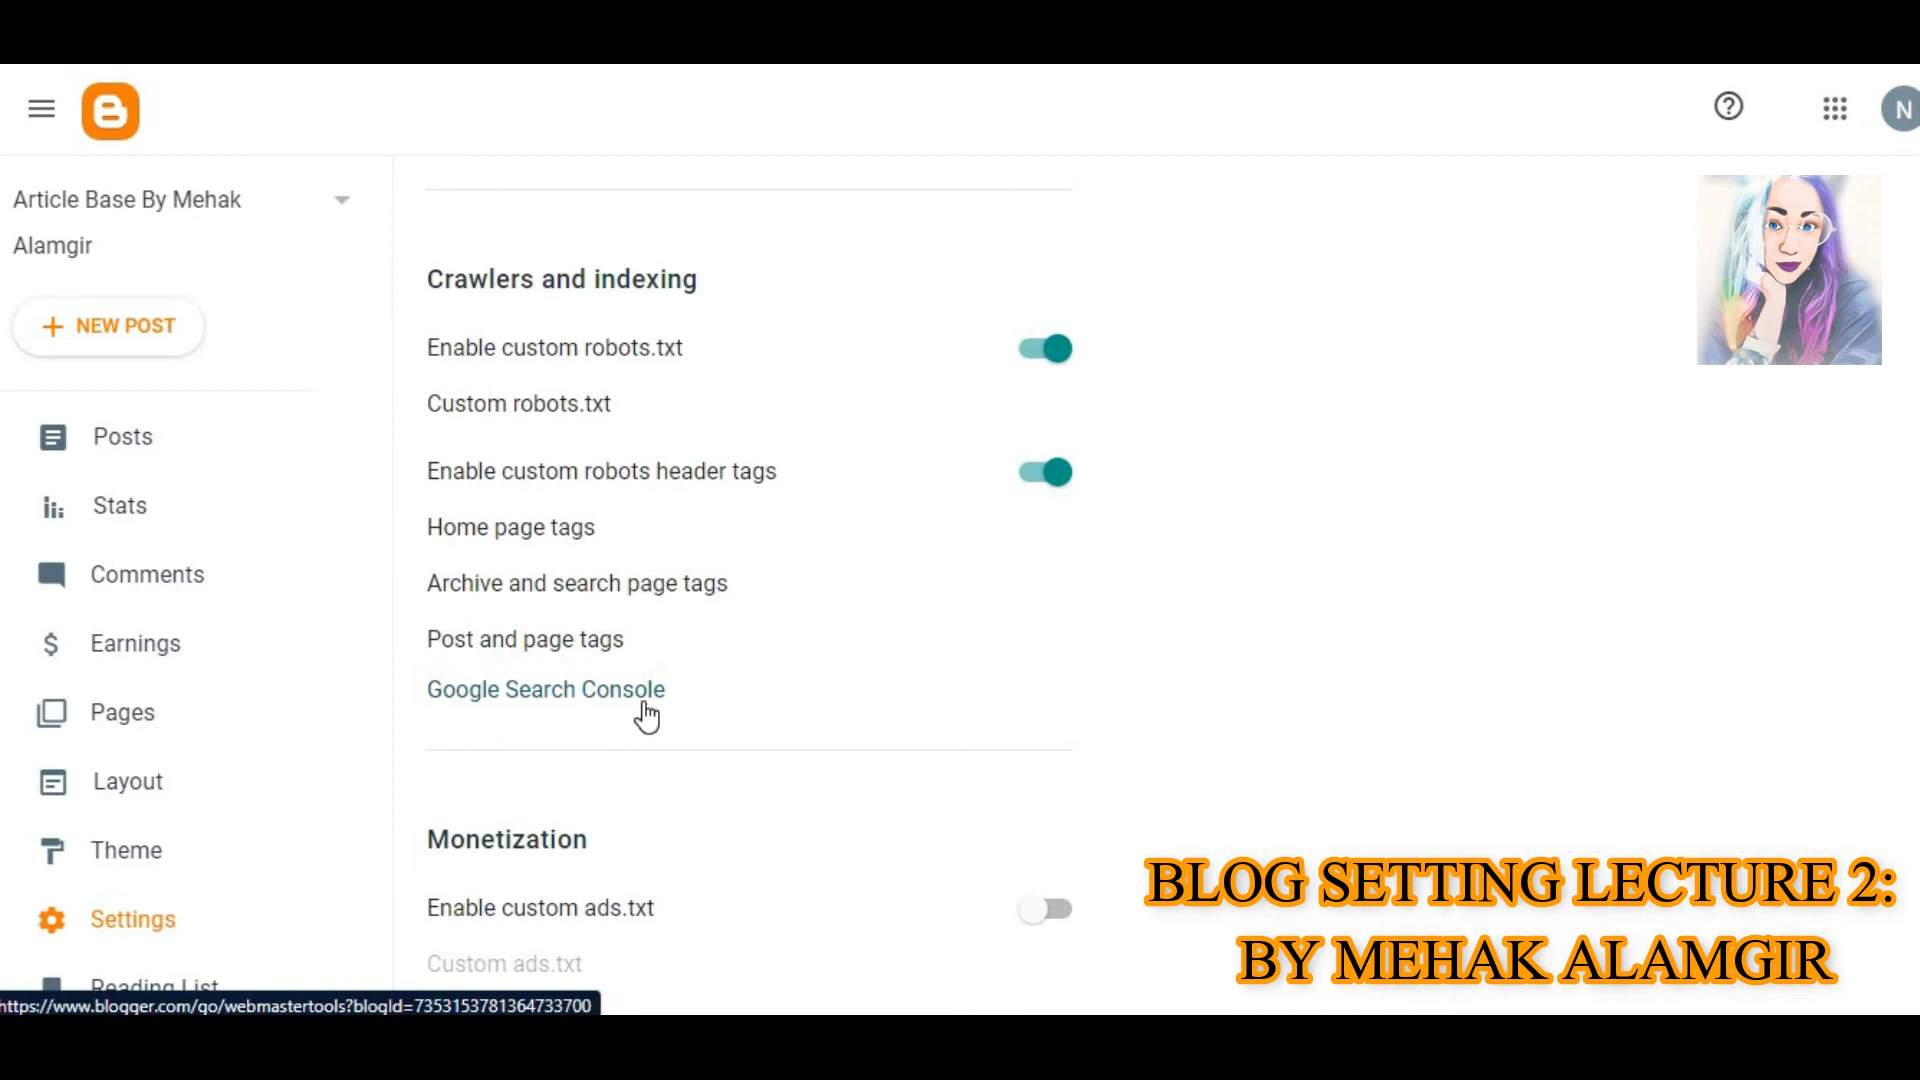 N
Article Base By Mehak
Alamgir
NEW POST
Posts
Stats
Comments
Earnings
Pages
Layout
Theme
Settings
Reading List
https://www.blogger.com/go/webmastertools?blogId=7353153781364733700
Crawlers and indexing
Enable custom robots.txt
Custom robots.txt
Enable custom robots header tags
Home page tags
Archive and search page tags
Post and page tags
Google Search Console
Monetization
Enable custom ads.txt
Custom ads.txt
BLOG SETTING LECTURE 2:
BY MEHAK ALAMGIR